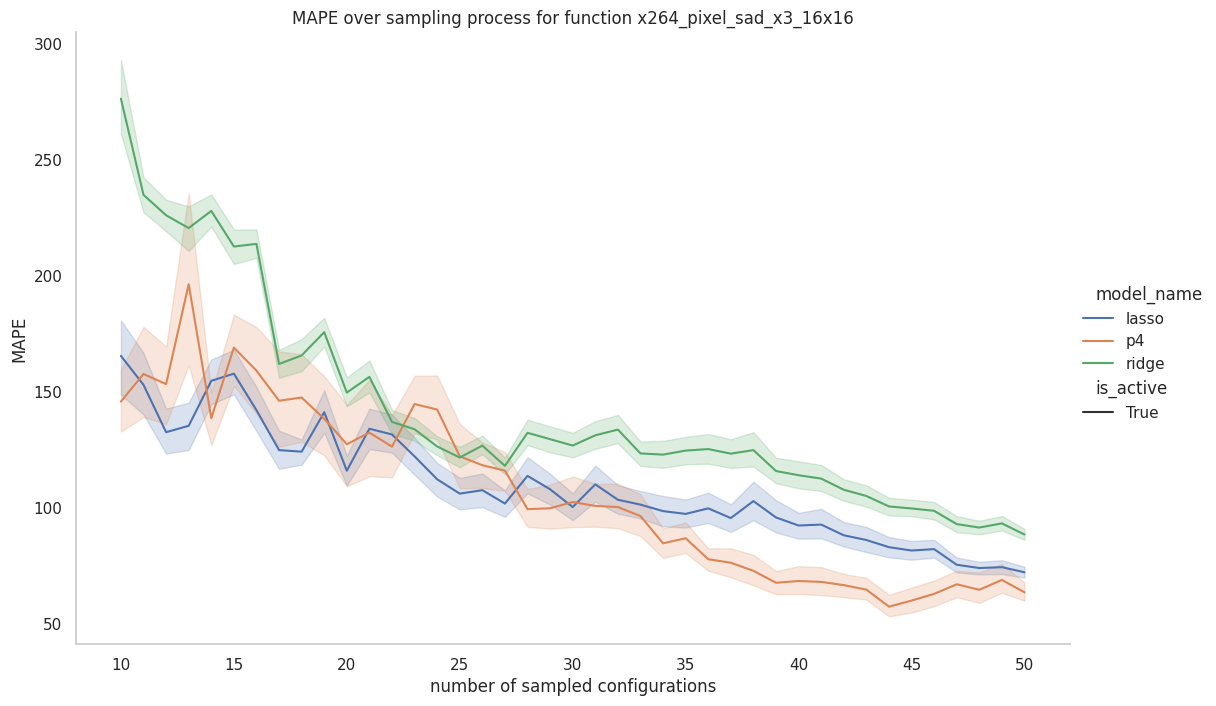 MAPE over sampling process for function x264_pixel_sad_x3_16x16
300
250
200
150
100
50
MAPE
10 15 20 25 30 35 40 45 50
number of sampled configurations
model_name
lasso
p4
ridge
is_active
True